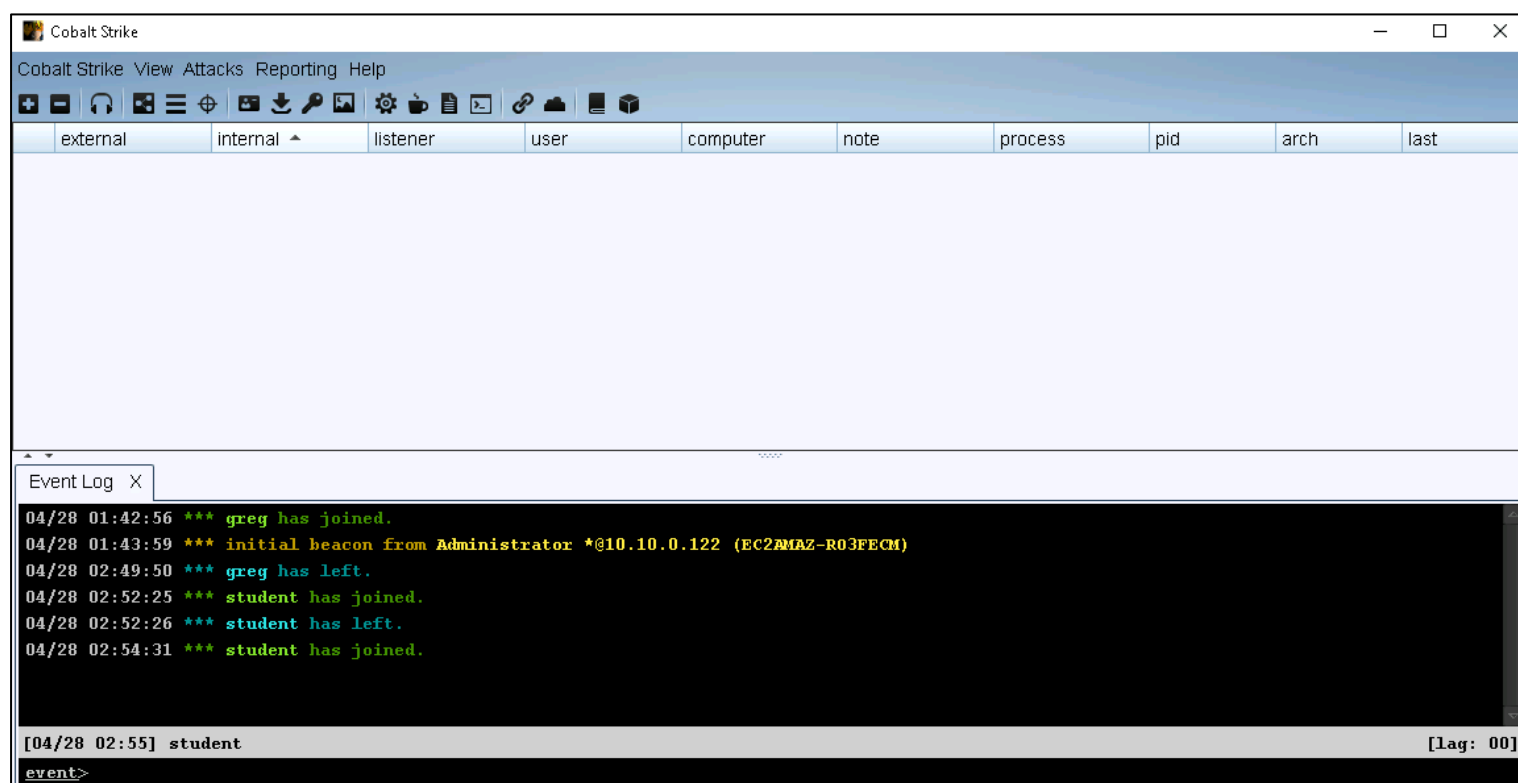 Cobalt Strike
Cobalt Strike View Attacks Reporting Help
external internal listener user computer note process pid arch last
Event Log X
04/28 01:42:56 *** greg has joined.
04/28 01:43:59 *** initial beacon from Administrator *@10.10.0.122 (EC2AMAZ-RO3FECM)
04/28 02:49:50 *** greg has left.
04/28 02:52:25 *** student has joined.
04/28 02:52:26 *** student has left.
04/28 02:54:31 *** student has joined.
[04/28 02:55] student [lag: 00]
event>